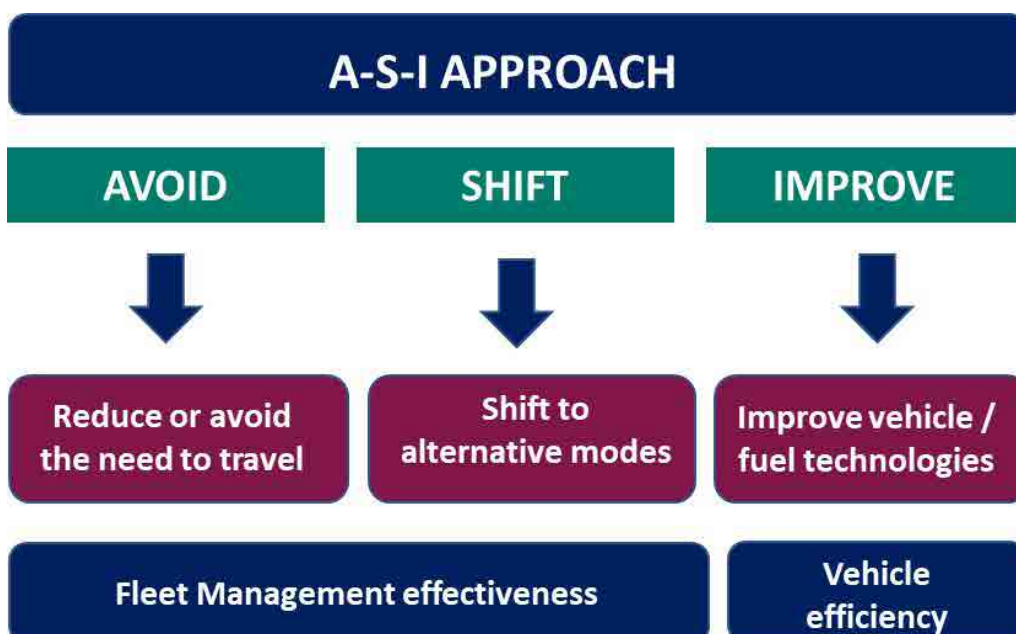 A-S-I APPROACH
AVOID
SHIFT
IMPROVE
Reduce or avoid
the need to travel
Shift to
alternative modes
Improve vehicle /
fuel technologies
Fleet Management effectiveness
Vehicle
efficiency